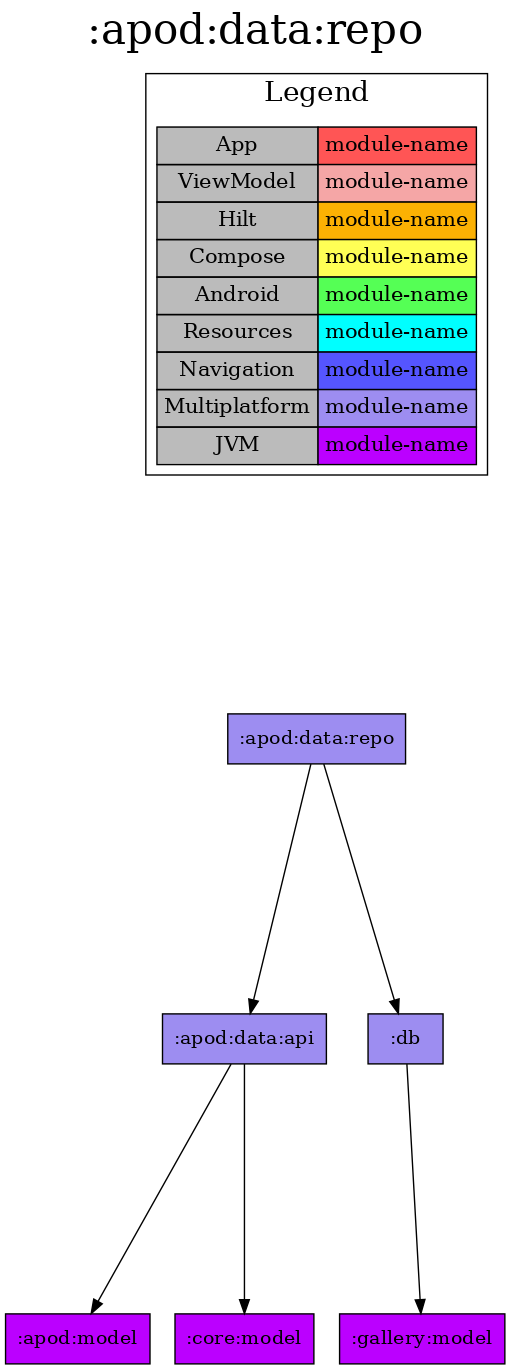 :apod:data:repo
Legend
App module-name
ViewModel module-name
Hilt module-name
Compose module-name
Android module-name
Resources module-name
Navigation module-name
Multiplatform module-name
JVM module-name
:apod:data:repo
:apod:data:api :db
:apod:model :core:model :gallery:model